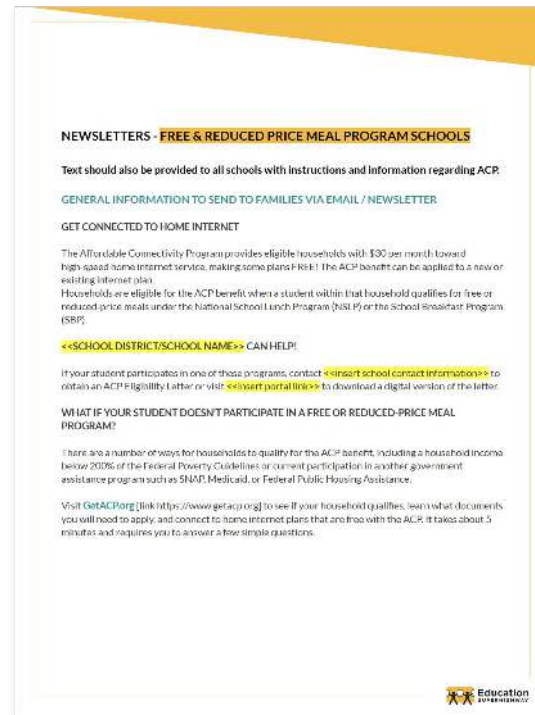 NEWSLETTERS - FREE & REDUCED PRICE MEAL PROGRAM SCHOOLS
Text should also be provided to all schools with instructions and information regarding ACP.
GENERAL INFORMATION TO SEND TO FAMILIES VIA EMAIL / NEWSLETTER
GET CONNECTED TO HOME INTERNET
The Affordable Connectivity Program provides eligible households with $30 per month toward
high-speed home internet service, making some plans FREE! The ACP benefit can be applied to a new or
existing internet plan.
Households are eligible for the ACP benefit when a student within that household qualifies for free or
reduced-price meals under the National School Lunch Program (NSLP) or the School Breakfast Program
(SBP)
<<SCHOOL DISTRICT/SCHOOL NAME>> CAN HELP!
If your student participates in one of these programs, contact <<insert school contact information>> to
obtain an ACP Eligibility Letter or visit <<insert portal link>> to download a digital version of the letter.
WHAT IF YOUR STUDENT DOESN'T PARTICIPATE IN A FREE OR REDUCED-PRICE MEAL
PROGRAM?
There are a number of ways for households to qualify for the ACP benefit, including a household income
below 200% of the Federal Poverty Guidelines or current participation in another government
assistance program such as SNAP, Medicaid, or Federal Public Housing Assistance.
Visit GetACP.org [link https://www.getacp.org] to see if your household qualifies, learn what documents
you will need to apply, and connect to home internet plans that are free with the ACP. It takes about 5
minutes and requires you to answer a few simple questions.
Education
SUPERHIGHWAY